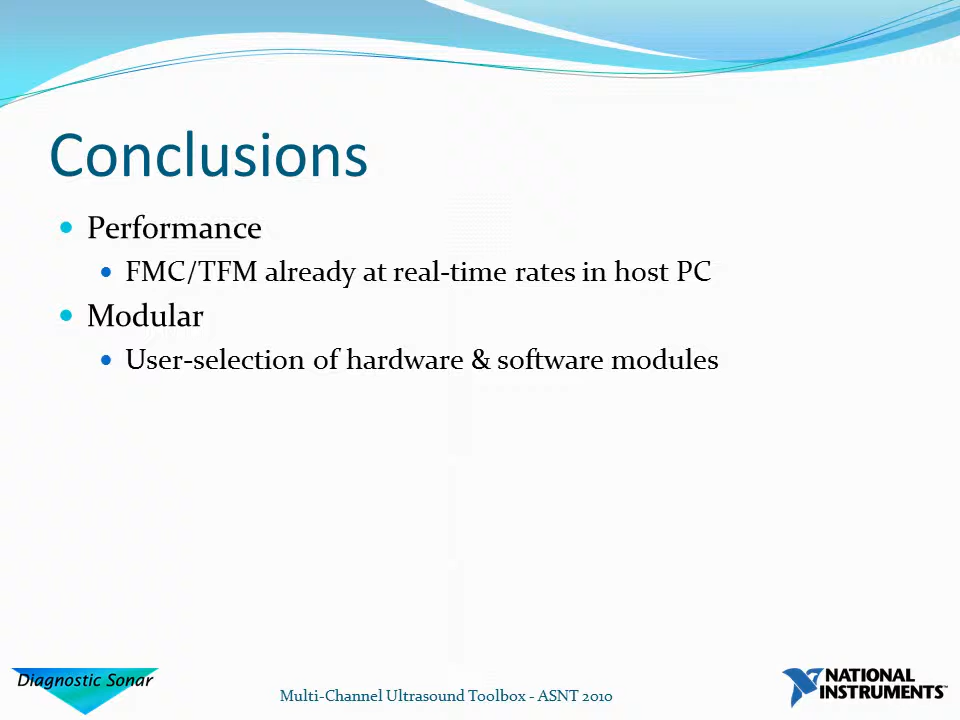 Conclusions
Performance
FMC/TFM already at real-time rates in host PC
Modular
User-selection of hardware & software modules
Diagnostic Sonar
Multi-Channel Ultrasound Toolbox - ASNT 2010
NATIONAL
INSTRUMENTS™